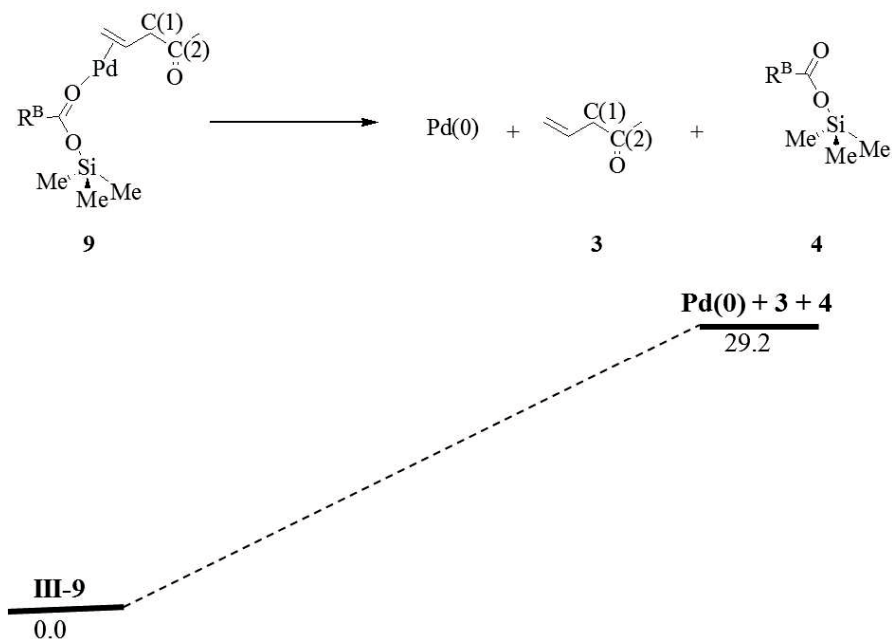 C(1)
C(2)
O
Pd
O
R^B
O
Si
Me
Me
Me
9
Pd(0) +
C(1)
C(2)
O
3
+
O
R^B
O
Si
Me
Me
Me
4
Pd(0) + 3 + 4
29.2
III-9
0.0